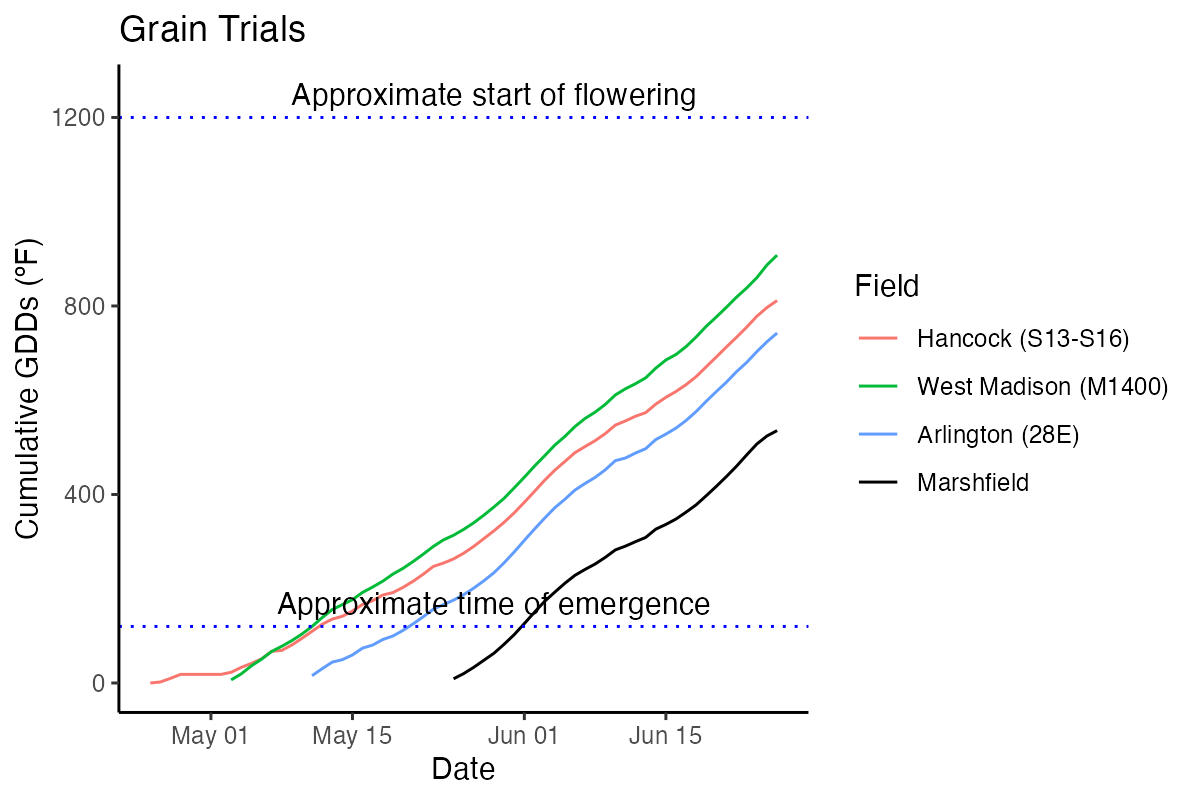 Grain Trials
Approximate start of flowering
1200
800
400
0
Cumulative GDDs (°F)
Approximate time of emergence
May 01
May 15
Jun 01
Jun 15
Date
Field
Hancock (S13-S16)
West Madison (M1400)
Arlington (28E)
Marshfield